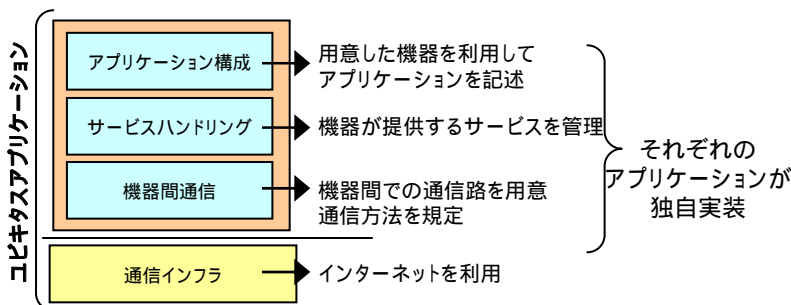 ユビキタスアプリケーション
アプリケーション構成
用意した機器を利用して
アプリケーションを記述
サービスハンドリング
機器が提供するサービスを管理
機器間通信
機器間での通信路を用意
通信方法を規定
それぞれの
アプリケーションが
独自実装
通信インフラ
インターネットを利用